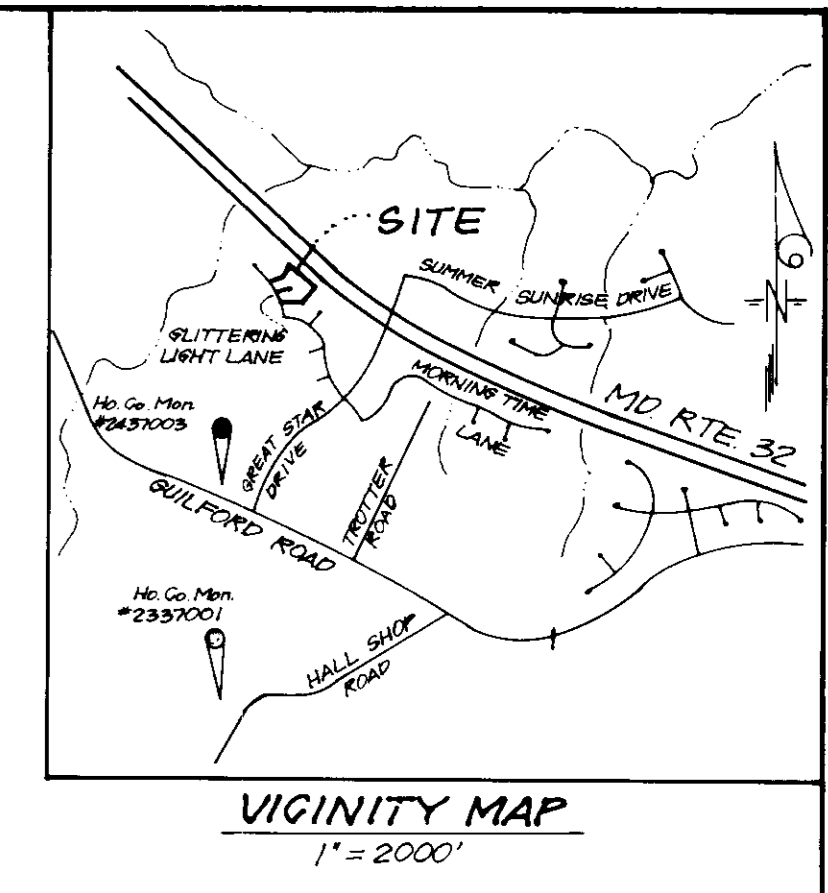 SITE
SUMMER
SUNRISE DRIVE
N
GLITTERING
LIGHT LANE
MORNING TIME
LANE
MD. RTE. 32
Ho. Co. Mon.
#2437003
GREAT STAR
DRIVE
TROTTER
ROAD
GUILFORD ROAD
Ho. Co. Mon.
#2337001
HALL SHOP
ROAD
VICINITY MAP
1" = 2000'